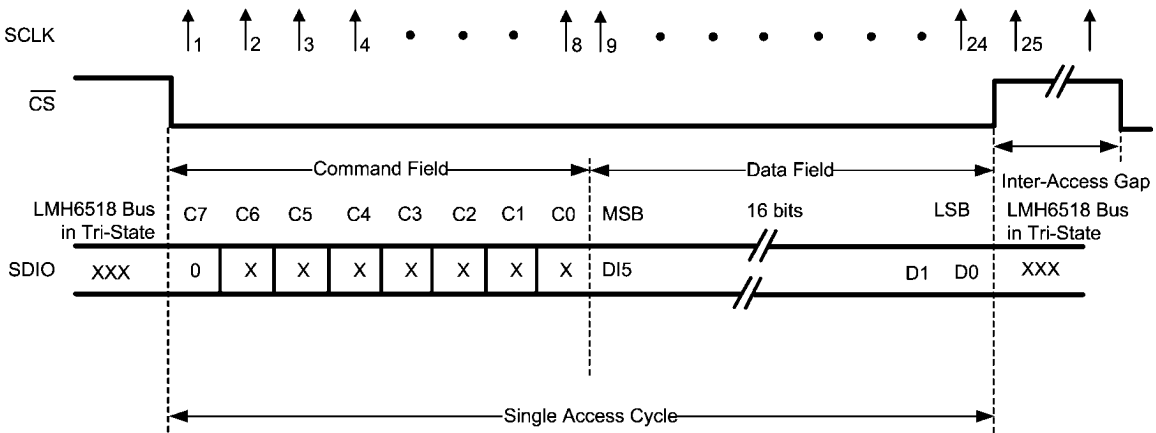 SCLK 1 2 3 4 8 9 24 25
CS
Command Field Data Field
Inter-Access Gap
LMH6518 Bus
in Tri-State
C7 C6 C5 C4 C3 C2 C1 C0 MSB 16 bits LSB
LMH6518 Bus
in Tri-State
SDIO XXX 0 X X X X X X X DI5 D1 D0 XXX
Single Access Cycle